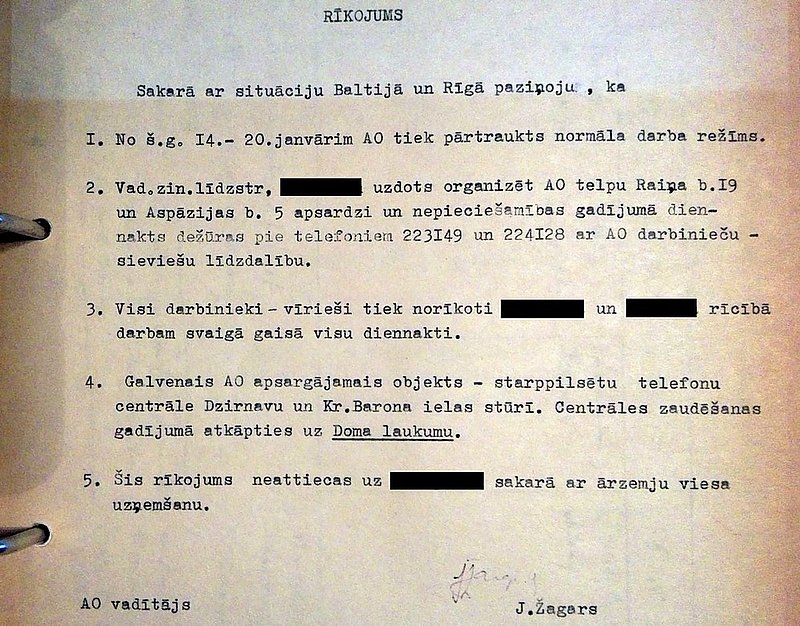 RĪKOJUMS
Sakarā ar situāciju Baltijā un Rīgā paziņoju, ka
I. No š.g. I4.- 20.janvārim AO tiek pārtraukts normāla darba režīms.
2. Vad.zin.līdzstr, uzdots organizēt AO telpu Raiņa b.I9
un Aspāzijas b. 5 apsardzi un nepieciešamības gadījumā dien-
nakts dežūras pie telefoniem 223I49 un 224I28 ar AO darbinieču -
sieviešu līdzdalību.
3. Visi darbinieki - vīrieši tiek norīkoti un rīcībā
darbam svaigā gaisā visu diennakti.
4. Galvenais AO apsargājamais objekts - starppilsētu telefonu
centrāle Dzirnavu un Kr.Barona ielas stūrī. Centrāles zaudēšanas
gadījumā atkāpties uz Doma laukumu.
5. Šis rīkojums neattiecas uz sakarā ar ārzemju viesa
uzņemšanu.
AO vadītājs J.Žagars